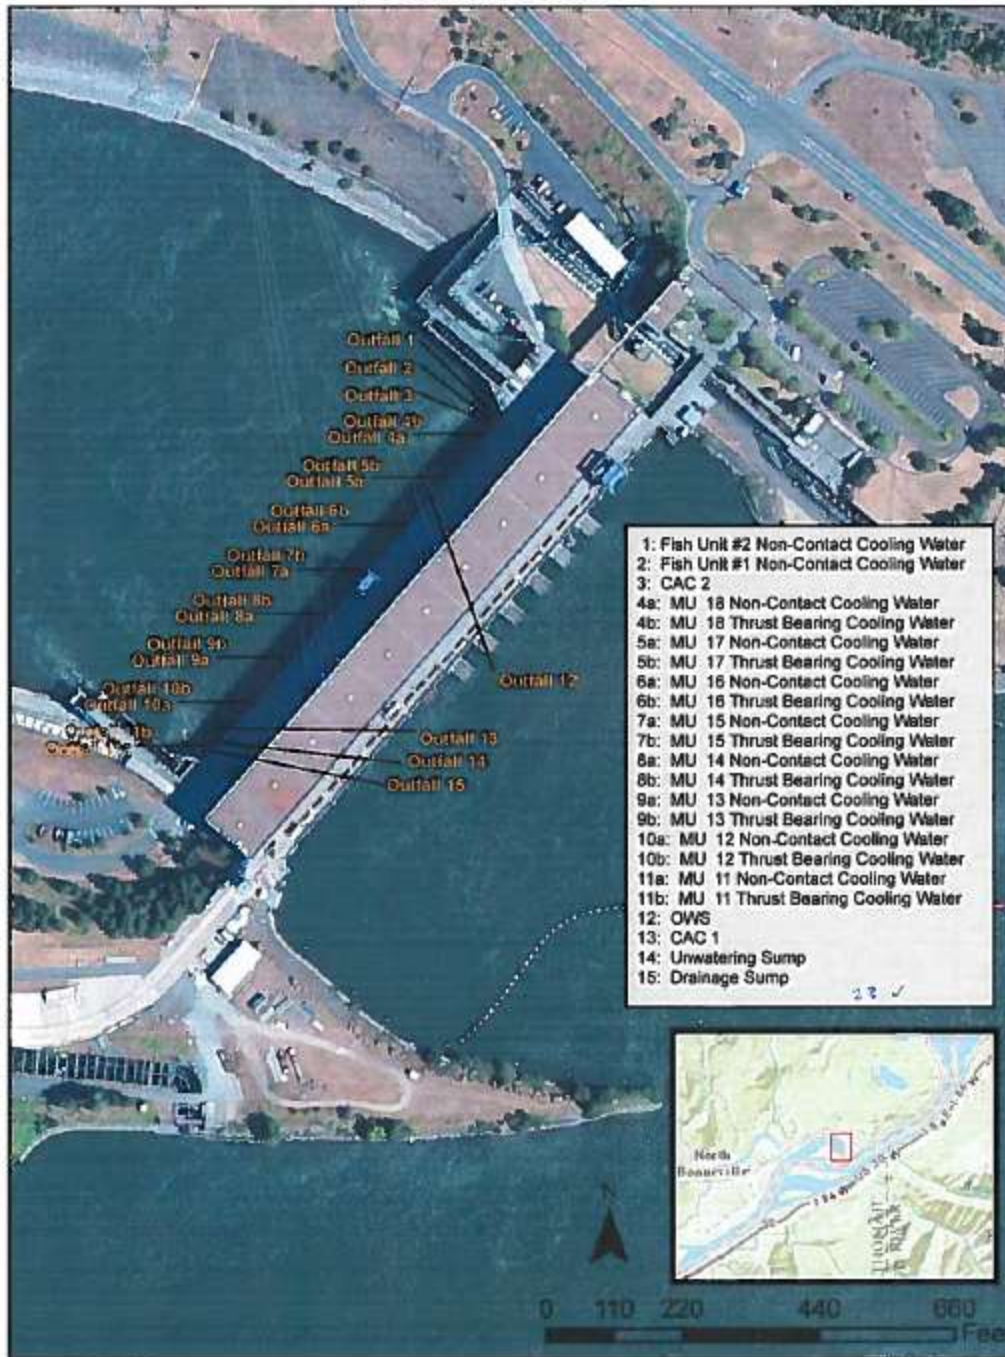 Outfall 1
Outfall 2
Outfall 3
Outfall 4b
Outfall 4a
Outfall 5b
Outfall 5a
Outfall 6b
Outfall 6a
Outfall 7b
Outfall 7a
Outfall 8b
Outfall 8a
Outfall 9b
Outfall 9a
Outfall 10b
Outfall 10a
1b
Outfall 12
Outfall 13
Outfall 14
Outfall 15
1: Fish Unit #2 Non-Contact Cooling Water
2: Fish Unit #1 Non-Contact Cooling Water
3: CAC 2
4a: MU 18 Non-Contact Cooling Water
4b: MU 18 Thrust Bearing Cooling Water
5a: MU 17 Non-Contact Cooling Water
5b: MU 17 Thrust Bearing Cooling Water
6a: MU 16 Non-Contact Cooling Water
6b: MU 16 Thrust Bearing Cooling Water
7a: MU 15 Non-Contact Cooling Water
7b: MU 15 Thrust Bearing Cooling Water
8a: MU 14 Non-Contact Cooling Water
8b: MU 14 Thrust Bearing Cooling Water
9a: MU 13 Non-Contact Cooling Water
9b: MU 13 Thrust Bearing Cooling Water
10a: MU 12 Non-Contact Cooling Water
10b: MU 12 Thrust Bearing Cooling Water
11a: MU 11 Non-Contact Cooling Water
11b: MU 11 Thrust Bearing Cooling Water
12: OWS
13: CAC 1
14: Unwatering Sump
15: Drainage Sump
23 ✓
North
Bonneville
N
0 110 220 440 660
Fee